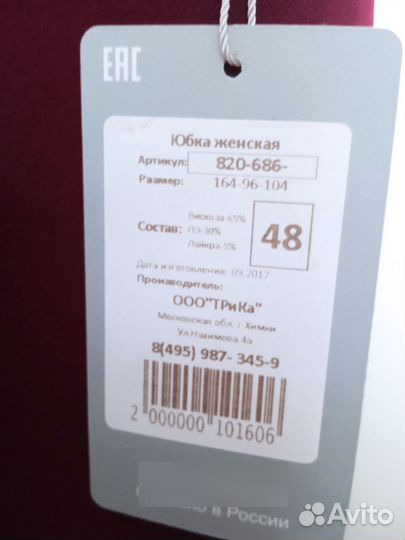 ЕАС
Юбка женская
Артикул: 820-686-
Размер: 164-96-104
Вискоза-65%
Состав: ПЭ-30%
Лайкра-5%
48
Дата изготовления: 09.2017
Производитель:
ООО"ТРиКа"
Московская обл. г. Химки
Ул.Нахимова 4а
8(495) 987- 345-9
2 000000 101606
в России
Avito